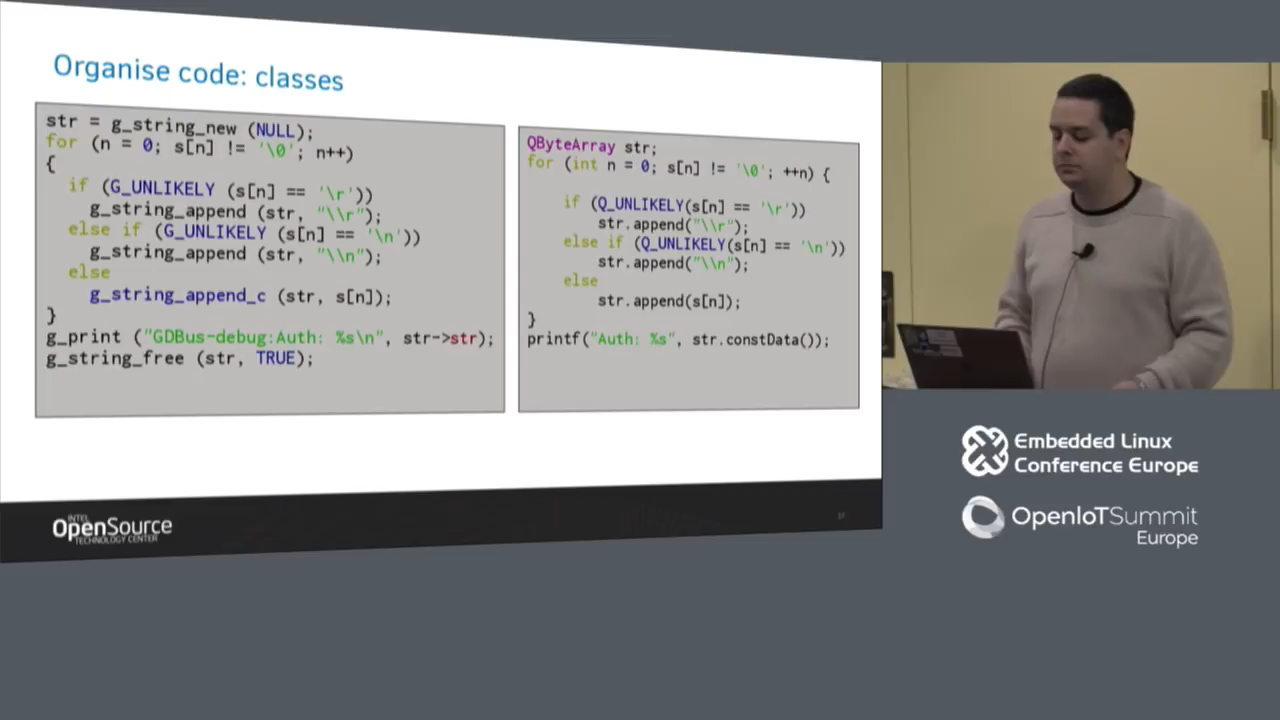 Organise code: classes
str = g_string_new (NULL);
for (n = 0; s[n] != '\0'; n++)
{
if (G_UNLIKELY (s[n] == '\r'))
g_string_append (str, "\\r");
else if (G_UNLIKELY (s[n] == '\n'))
g_string_append (str, "\\n");
else
g_string_append_c (str, s[n]);
}
g_print ("GDBus-debug:Auth: %s\n", str->str);
g_string_free (str, TRUE);
QByteArray str;
for (int n = 0; s[n] != '\0'; ++n) {
if (Q_UNLIKELY(s[n] == '\r'))
str.append("\\r");
else if (Q_UNLIKELY(s[n] == '\n'))
str.append("\\n");
else
str.append(s[n]);
}
printf("Auth: %s", str.constData());
INTEL
OpenSource
TECHNOLOGY CENTER
Embedded Linux
Conference Europe
OpenIoTSummit
Europe